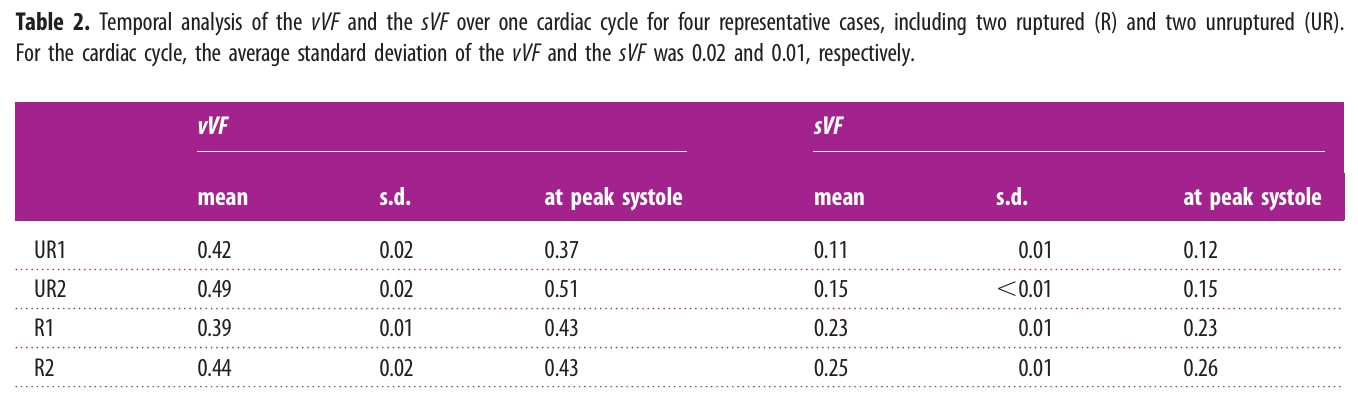 Table 2. Temporal analysis of the vVF and the sVF over one cardiac cycle for four representative cases, including two ruptured (R) and two unruptured (UR).
For the cardiac cycle, the average standard deviation of the vVF and the sVF was 0.02 and 0.01, respectively.
vVF sVF
mean s.d. at peak systole mean s.d. at peak systole
UR1 0.42 0.02 0.37 0.11 0.01 0.12
UR2 0.49 0.02 0.51 0.15 <0.01 0.15
R1 0.39 0.01 0.43 0.23 0.01 0.23
R2 0.44 0.02 0.43 0.25 0.01 0.26